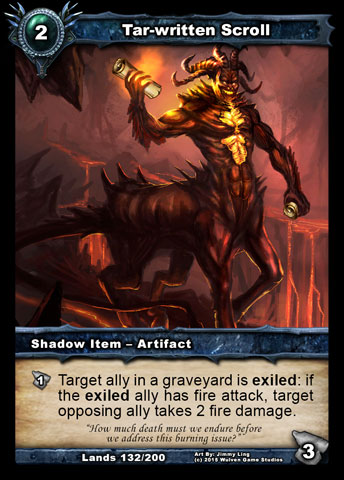 2
Tar-written Scroll
Shadow Item – Artifact
1
Target ally in a graveyard is exiled: if
the exiled ally has fire attack, target
opposing ally takes 2 fire damage.
"How much death must we endure before
we address this burning issue?"
Lands 132/200
Art By: Jimmy Ling
(c) 2015 Wulven Game Studios
3